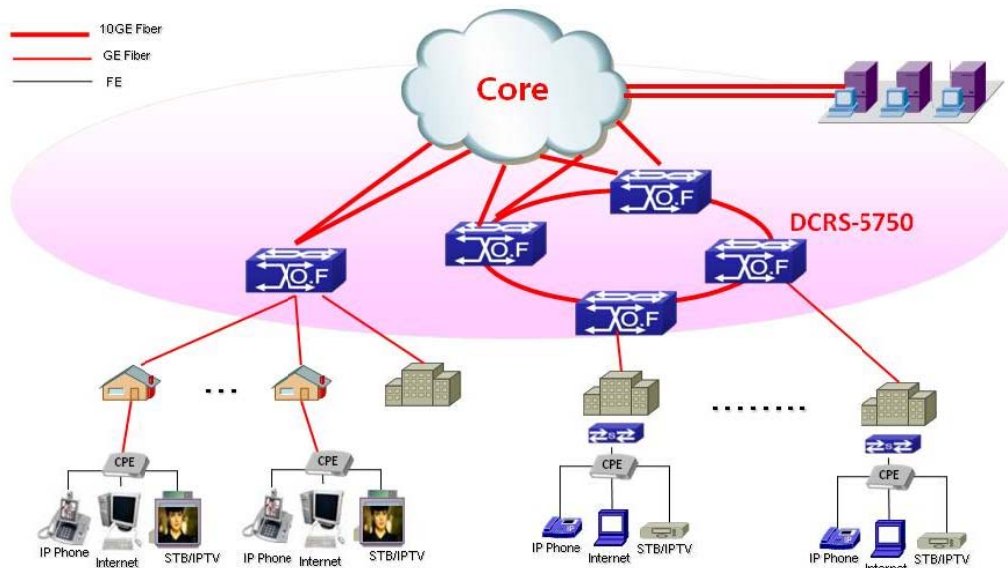 10GE Fiber
GE Fiber
FE
Core
DCRS-5750
O.F
O.F
O.F
O.F
O.F
CPE
CPE
S
CPE
S
CPE
IP Phone
Internet
STB/IPTV
IP Phone
Internet
STB/IPTV
IP Phone
Internet
STB/IPTV
IP Phone
Internet
STB/IPTV